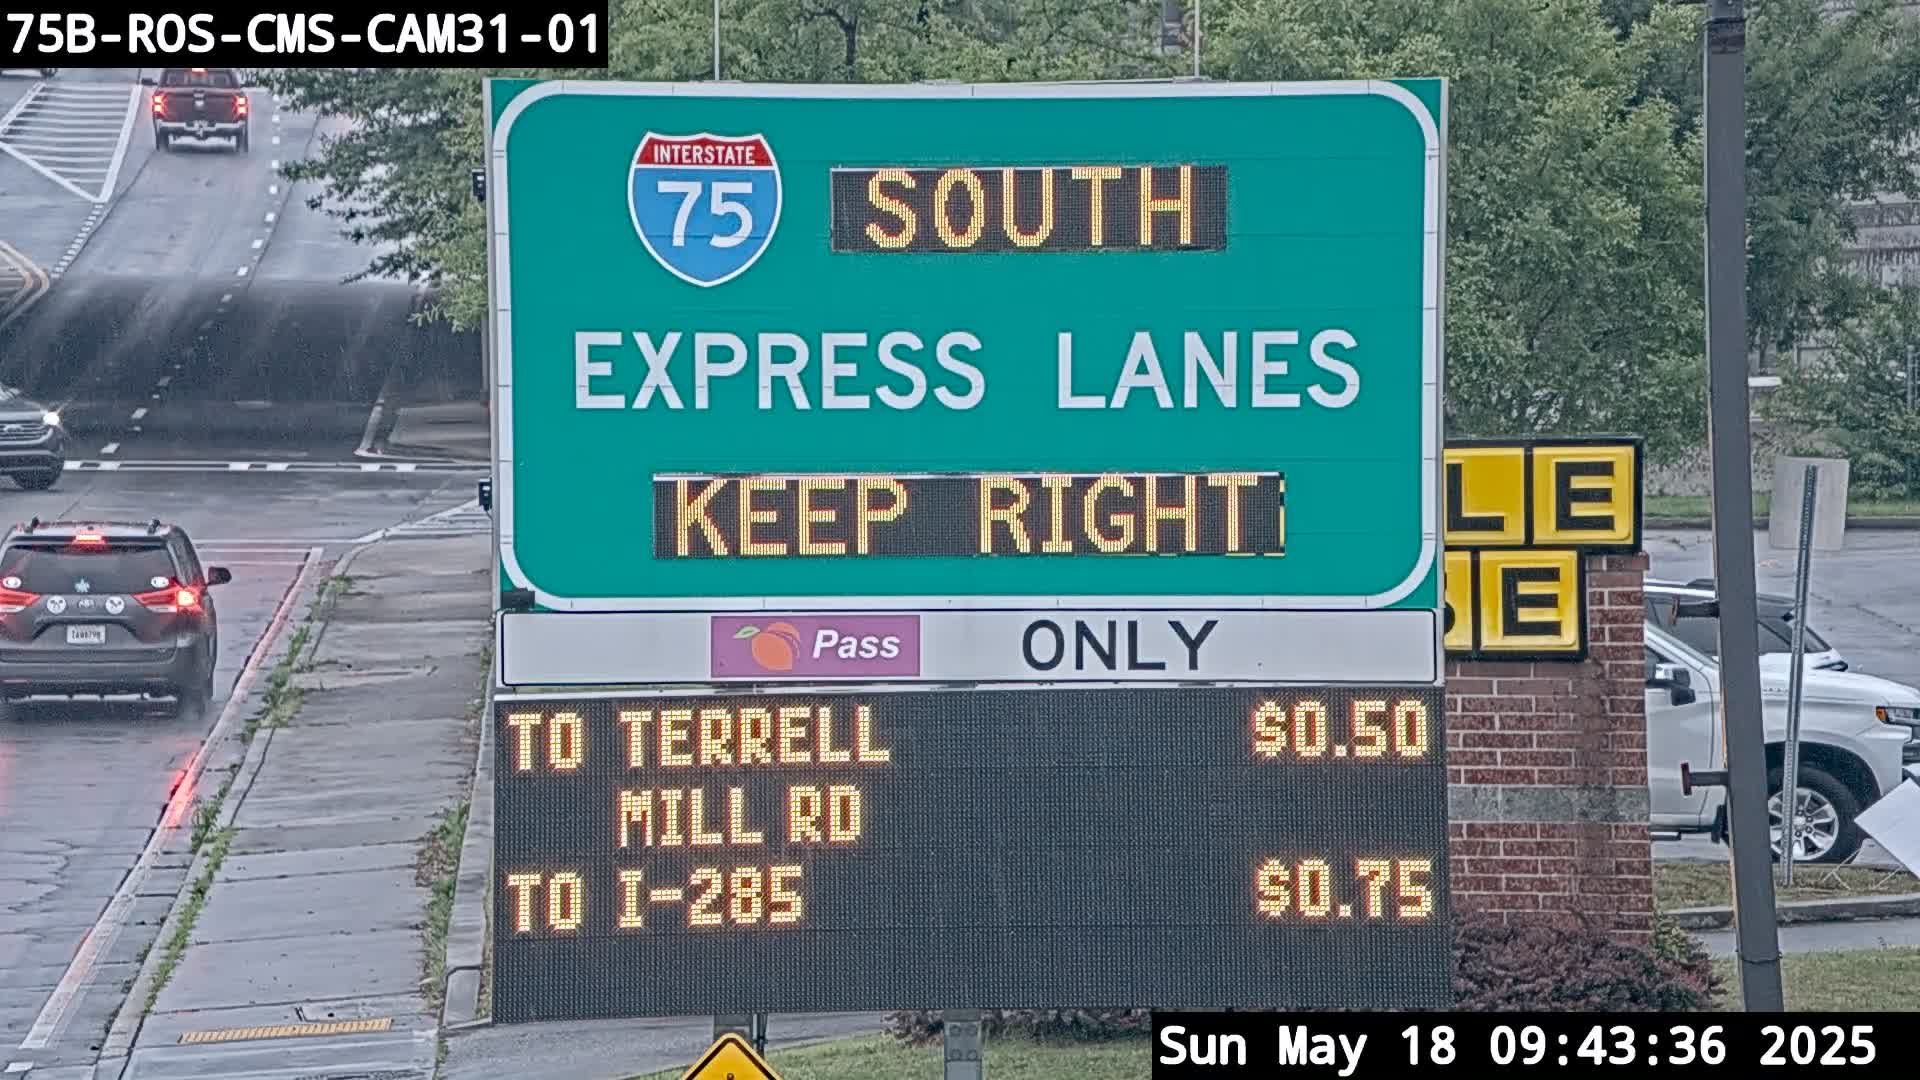 75B-ROS-CMS-CAM31-01
INTERSTATE
75
SOUTH
EXPRESS LANES
KEEP RIGHT
Pass ONLY
TO TERRELL $0.50
MILL RD
TO I-285 $0.75
LE
E
Sun May 18 09:43:36 2025